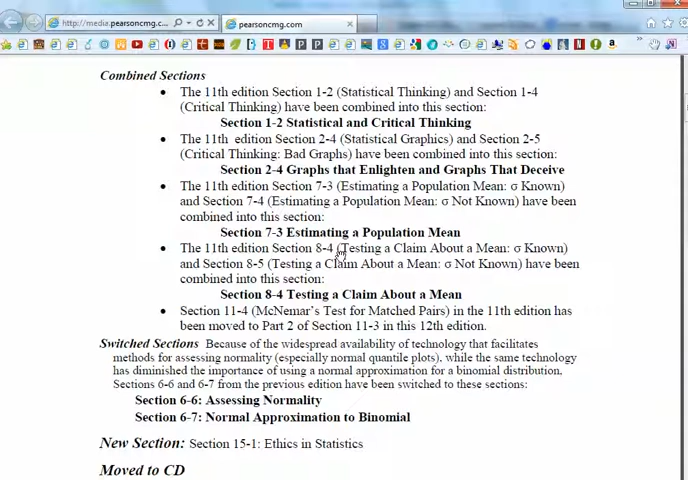 http://media.pearsoncmg.c...
pearsoncmg.com
Combined Sections
• The 11th edition Section 1-2 (Statistical Thinking) and Section 1-4
(Critical Thinking) have been combined into this section:
Section 1-2 Statistical and Critical Thinking
• The 11th edition Section 2-4 (Statistical Graphics) and Section 2-5
(Critical Thinking: Bad Graphs) have been combined into this section:
Section 2-4 Graphs that Enlighten and Graphs That Deceive
• The 11th edition Section 7-3 (Estimating a Population Mean: σ Known)
and Section 7-4 (Estimating a Population Mean: σ Not Known) have been
combined into this section:
Section 7-3 Estimating a Population Mean
• The 11th edition Section 8-4 (Testing a Claim About a Mean: σ Known)
and Section 8-5 (Testing a Claim About a Mean: σ Not Known) have been
combined into this section:
Section 8-4 Testing a Claim About a Mean
• Section 11-4 (McNemar's Test for Matched Pairs) in the 11th edition has
been moved to Part 2 of Section 11-3 in this 12th edition.
Switched Sections Because of the widespread availability of technology that facilitates
methods for assessing normality (especially normal quantile plots), while the same technology
has diminished the importance of using a normal approximation for a binomial distribution,
Sections 6-6 and 6-7 from the previous edition have been switched to these sections:
Section 6-6: Assessing Normality
Section 6-7: Normal Approximation to Binomial
New Section: Section 15-1: Ethics in Statistics
Moved to CD